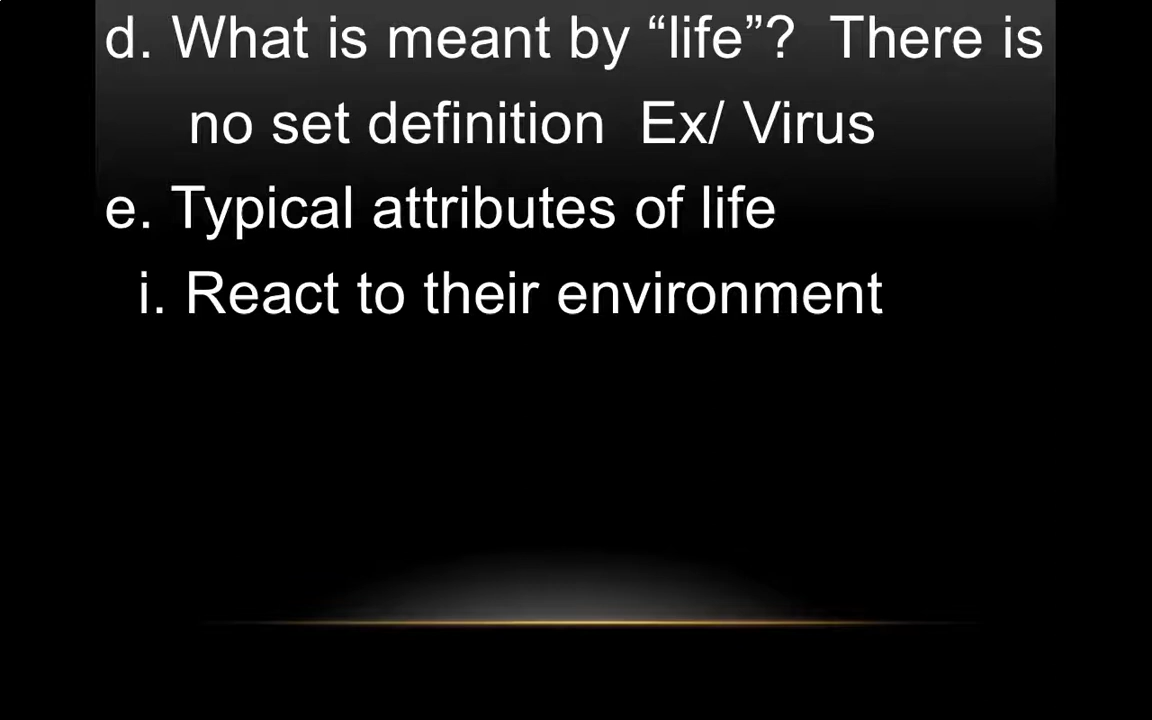 d. What is meant by “life”? There is
no set definition Ex/ Virus
e. Typical attributes of life
i. React to their environment